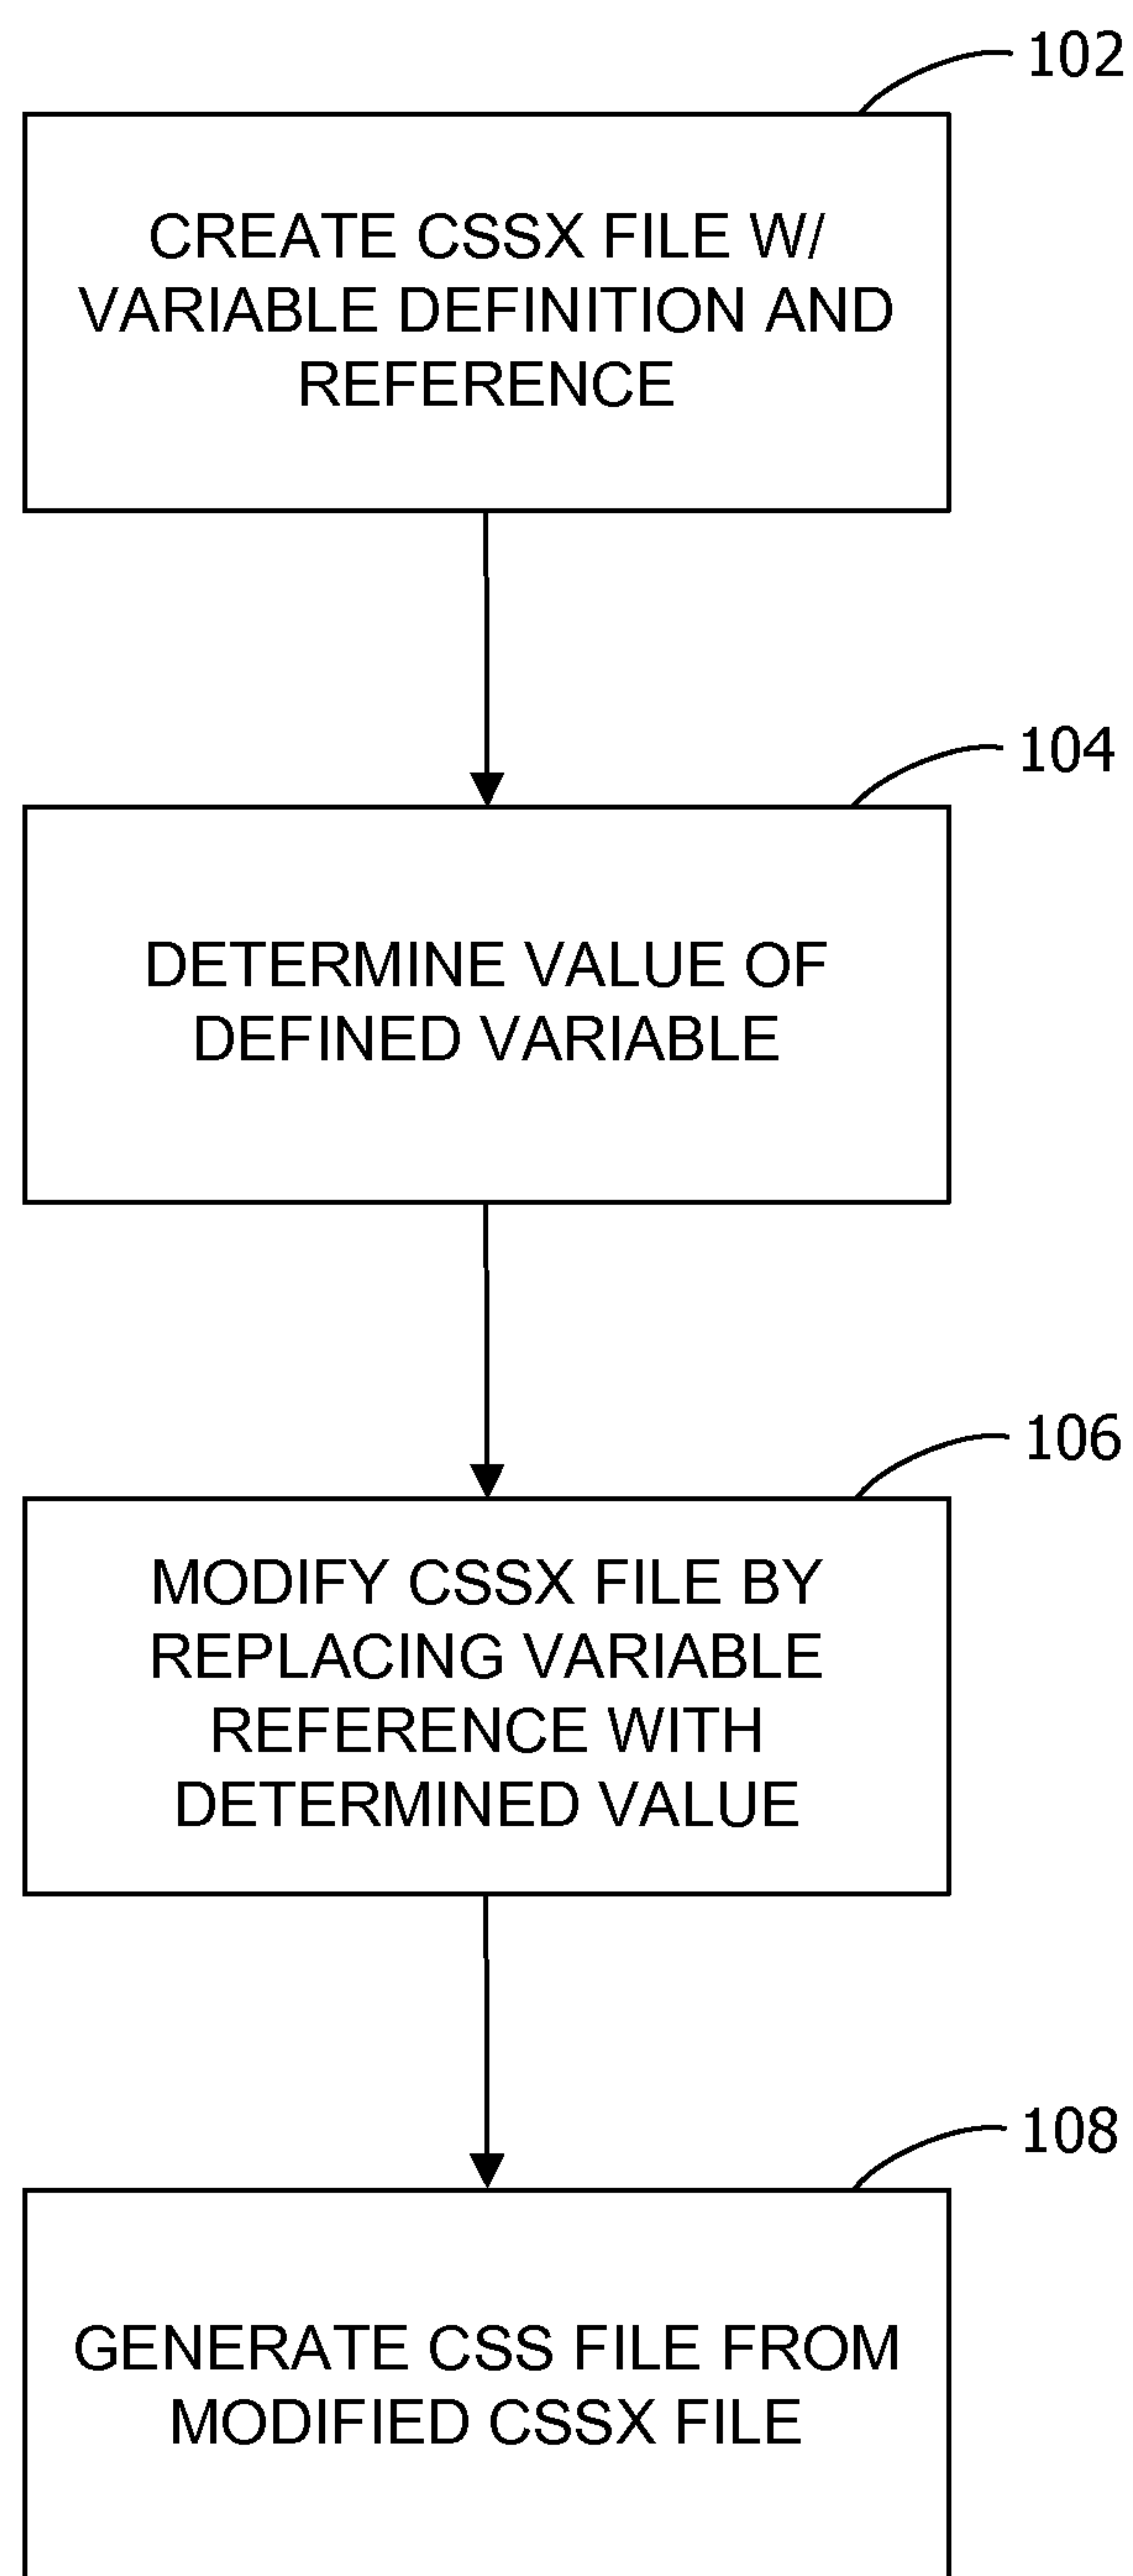 102
CREATE CSSX FILE W/
VARIABLE DEFINITION AND
REFERENCE
104
DETERMINE VALUE OF
DEFINED VARIABLE
106
MODIFY CSSX FILE BY
REPLACING VARIABLE
REFERENCE WITH
DETERMINED VALUE
108
GENERATE CSS FILE FROM
MODIFIED CSSX FILE